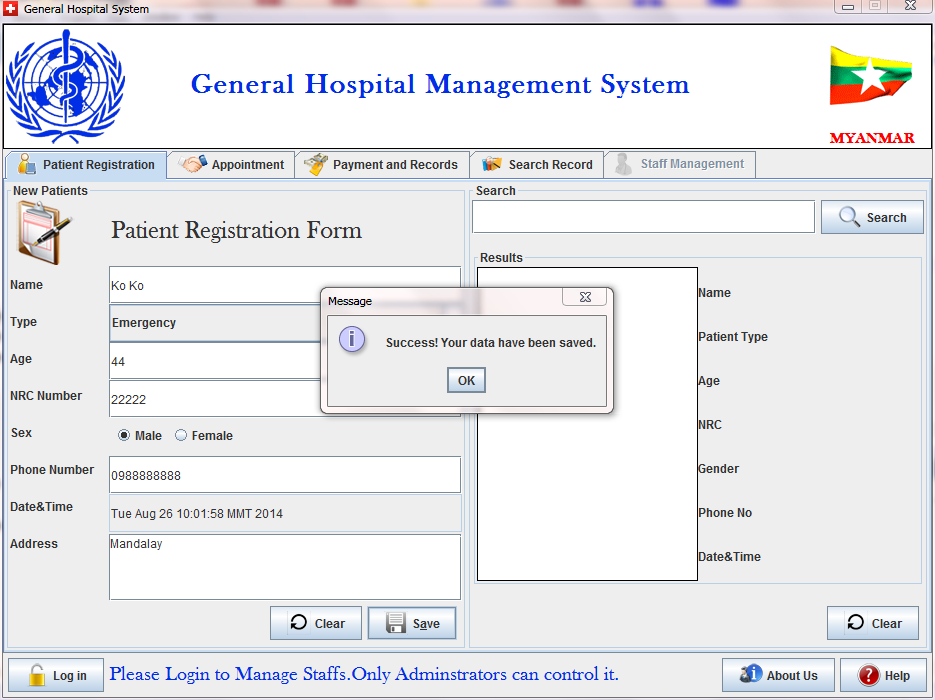 General Hospital System
General Hospital Management System
MYANMAR
Patient Registration
Appointment
Payment and Records
Search Record
Staff Management
New Patients
Patient Registration Form
Name
Ko Ko
Type
Emergency
Age
44
NRC Number
22222
Sex
Male
Female
Phone Number
0988888888
Date&Time
Tue Aug 26 10:01:58 MMT 2014
Address
Mandalay
Clear
Save
Search
Search
Results
Name
Patient Type
Age
NRC
Gender
Phone No
Date&Time
Clear
Message
Success! Your data have been saved.
OK
Log in
Please Login to Manage Staffs.Only Adminstrators can control it.
About Us
Help